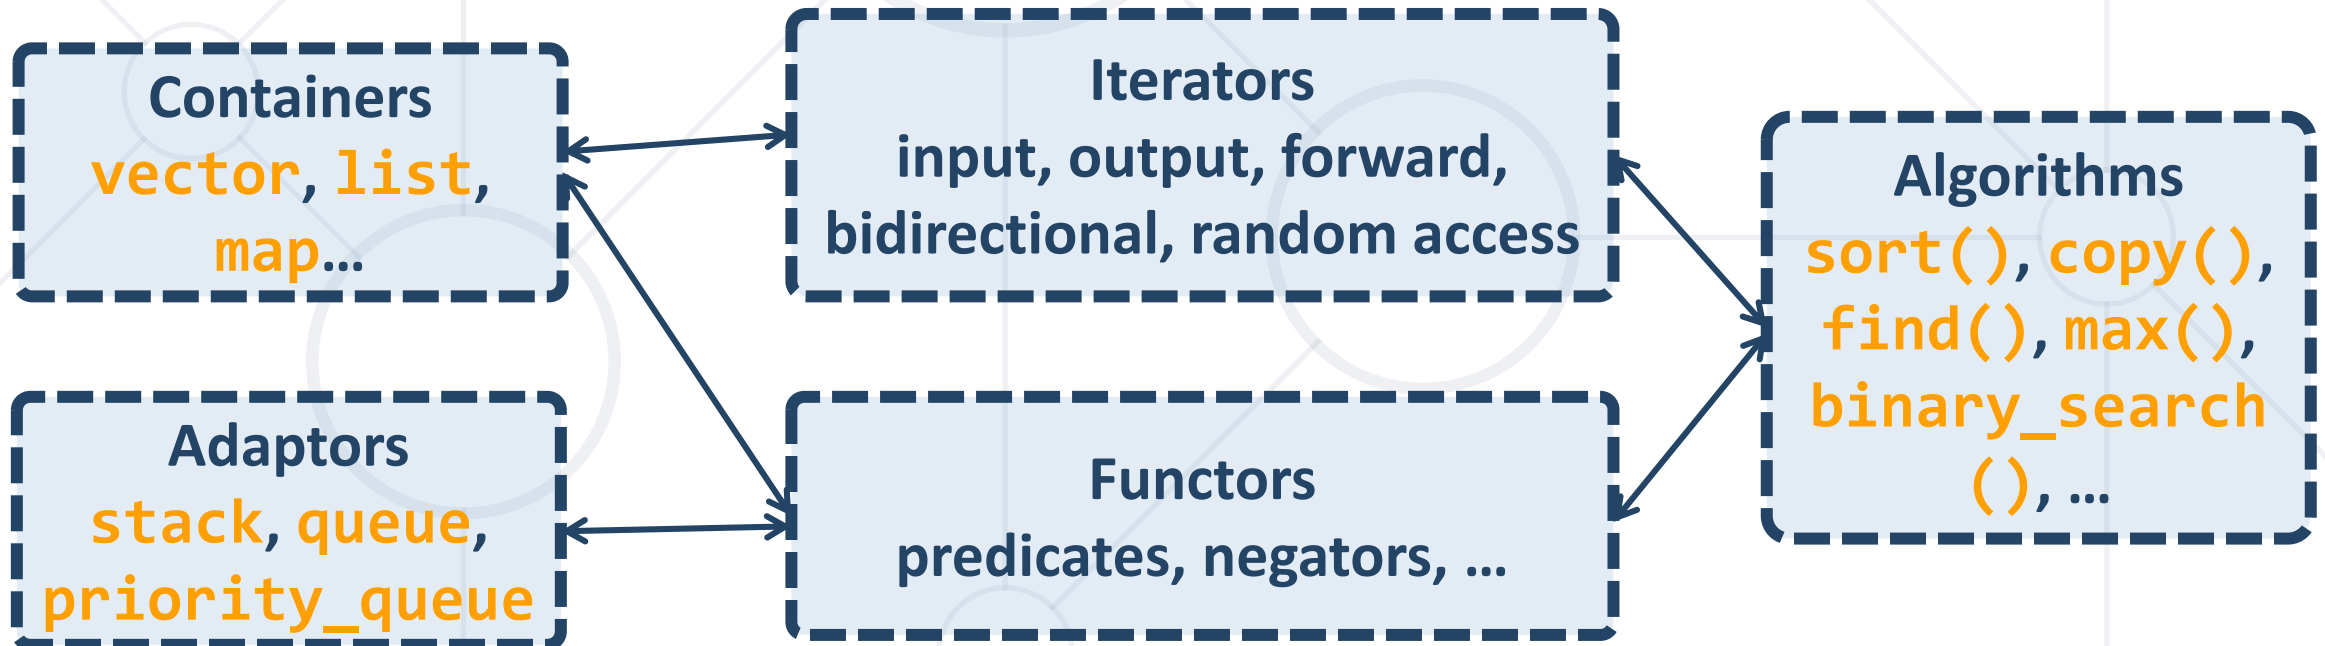 Containers
vector, list,
map…
Iterators
input, output, forward,
bidirectional, random access
Algorithms
sort(), copy(),
find(), max(),
binary_search
(), …
Adaptors
stack, queue,
priority_queue
Functors
predicates, negators, …